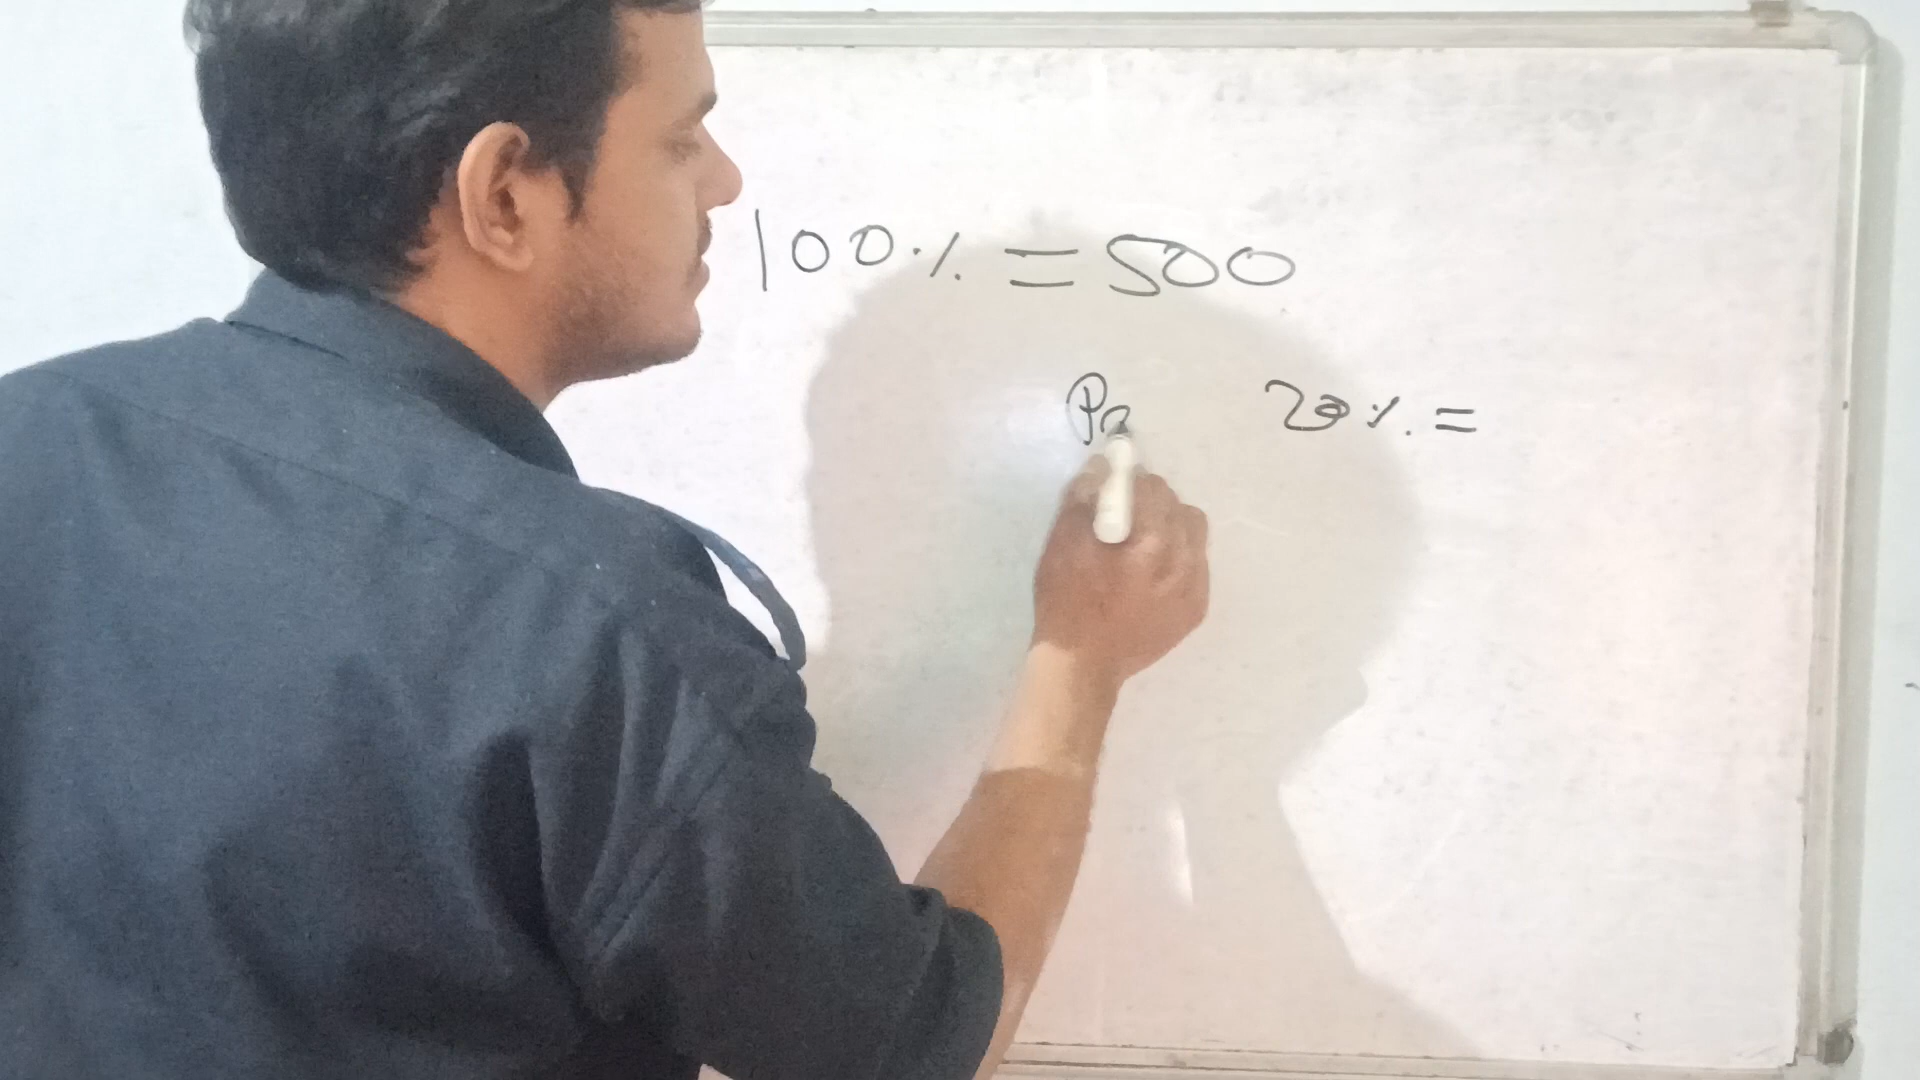 100% = 500
20% =